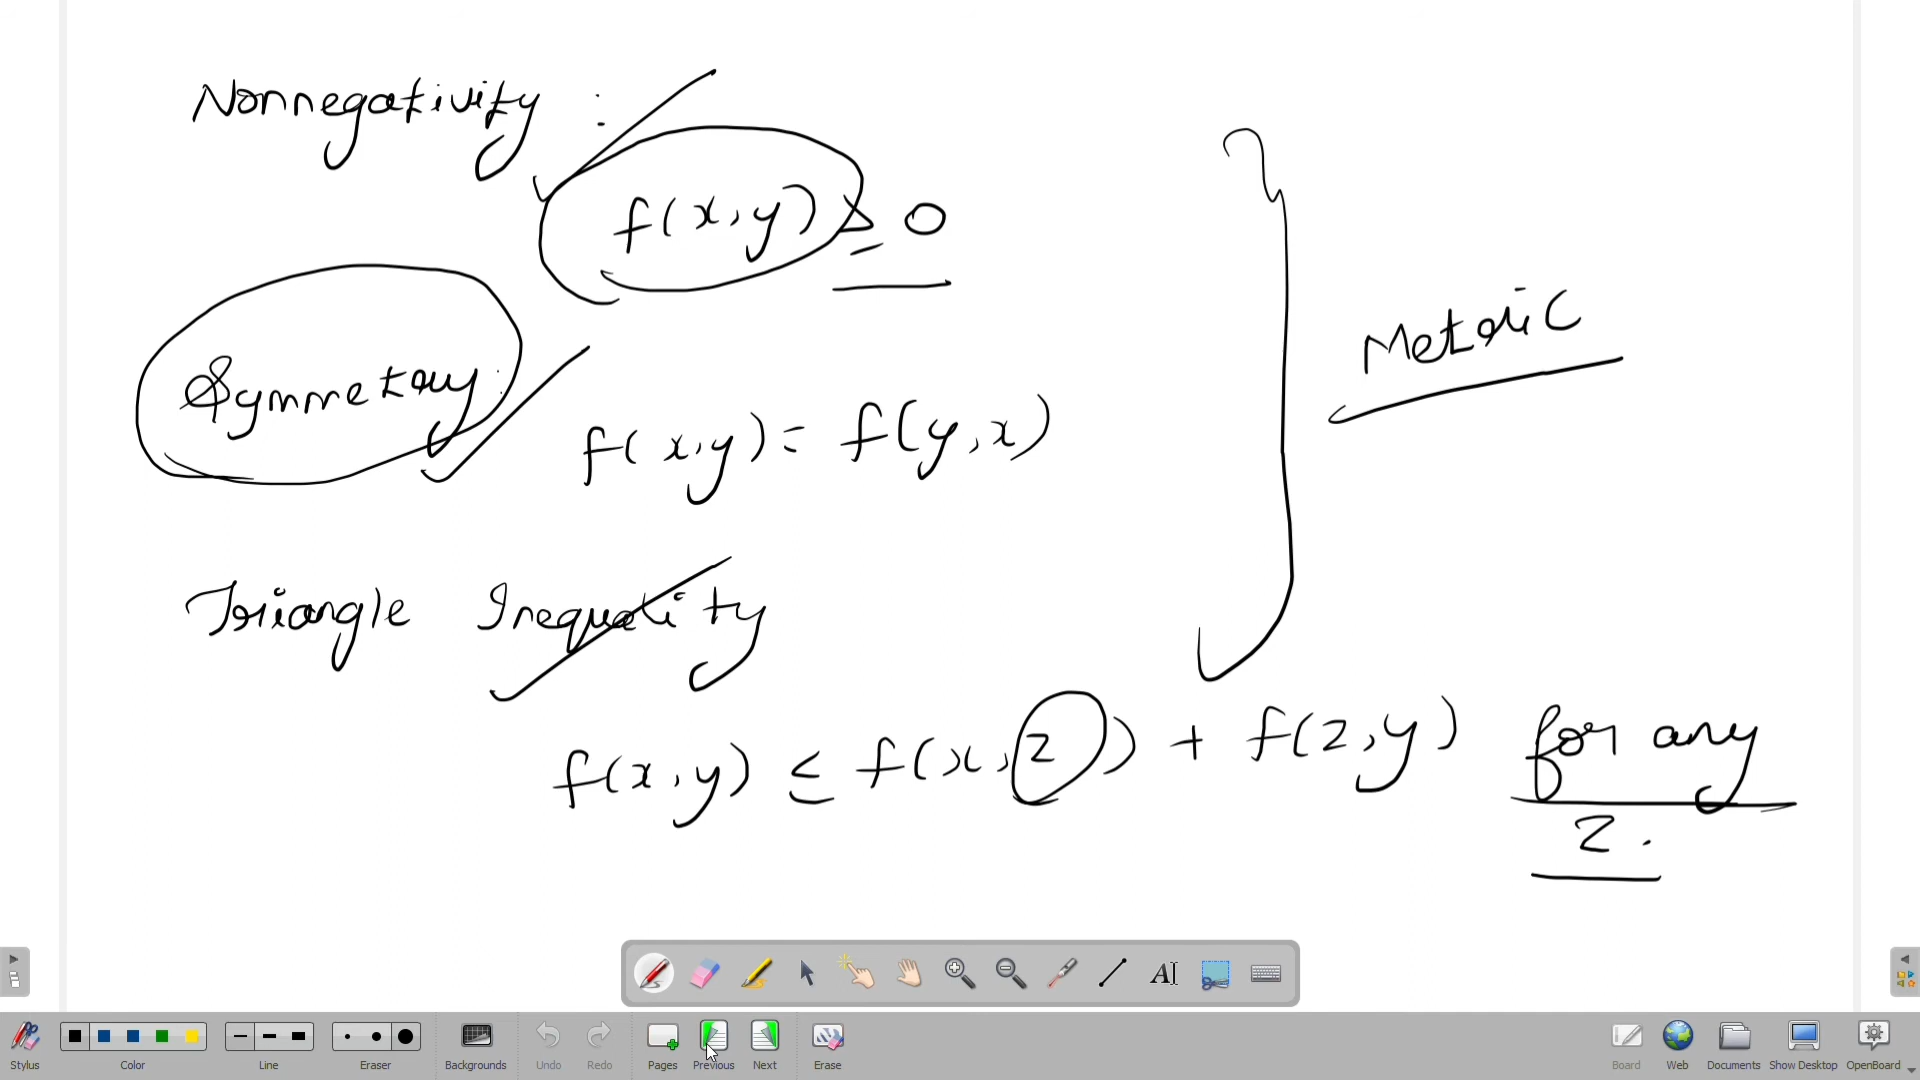 Nonnegativity :
f(x,y) ≥ 0
Symmetry :
f(x,y) = f(y,x)
Metric
Triangle Inequality
f(x,y) ≤ f(x,z) + f(z,y) for any
z.
Stylus Color Line Eraser Backgrounds Undo Redo Pages Previous Next Erase Board Web Documents Show Desktop OpenBoard